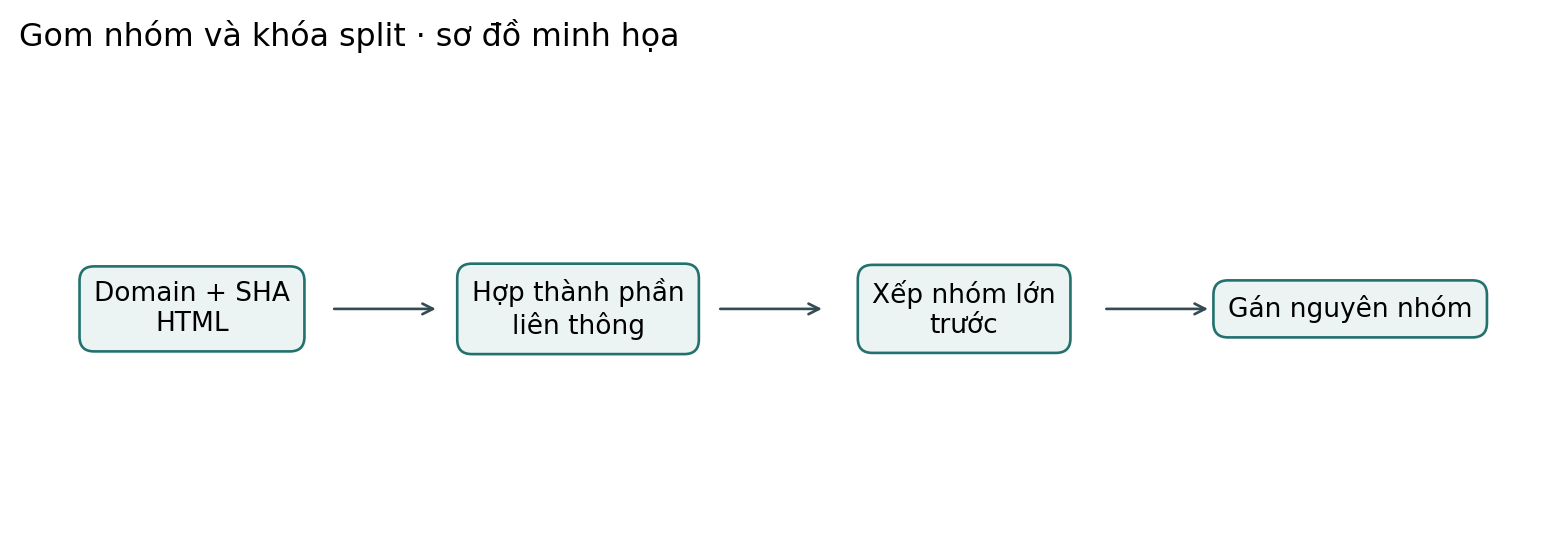 Gom nhóm và khóa split · sơ đồ minh họa
Domain + SHA
HTML
Hợp thành phần
liên thông
Xếp nhóm lớn
trước
Gán nguyên nhóm